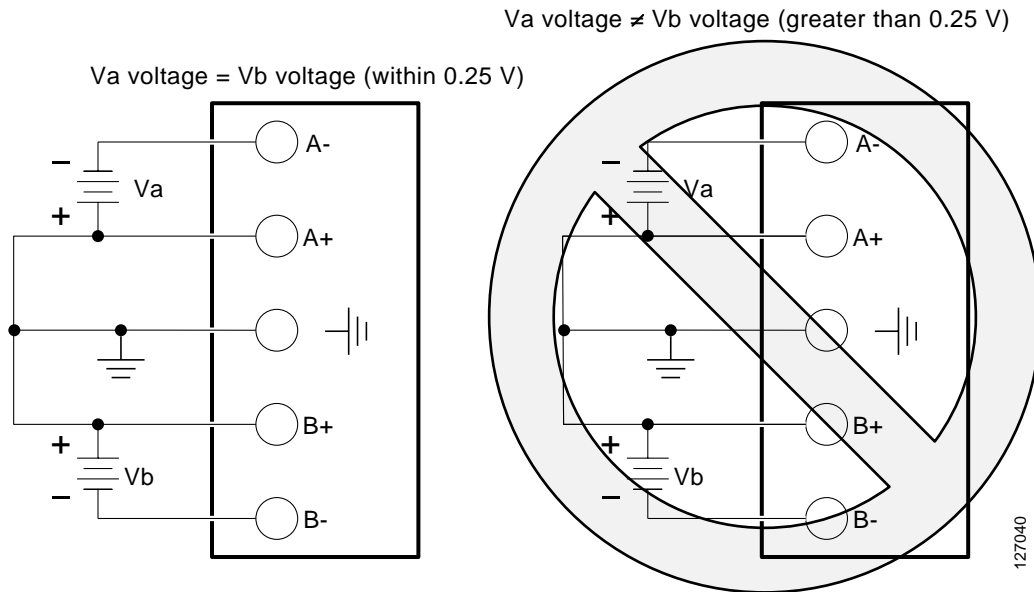 Va voltage ≠ Vb voltage (greater than 0.25 V)
Va voltage = Vb voltage (within 0.25 V)
A-
–
Va
+
A+
+
B+
Vb
–
B-
A-
–
Va
+
A+
+
B+
Vb
–
B-
127040